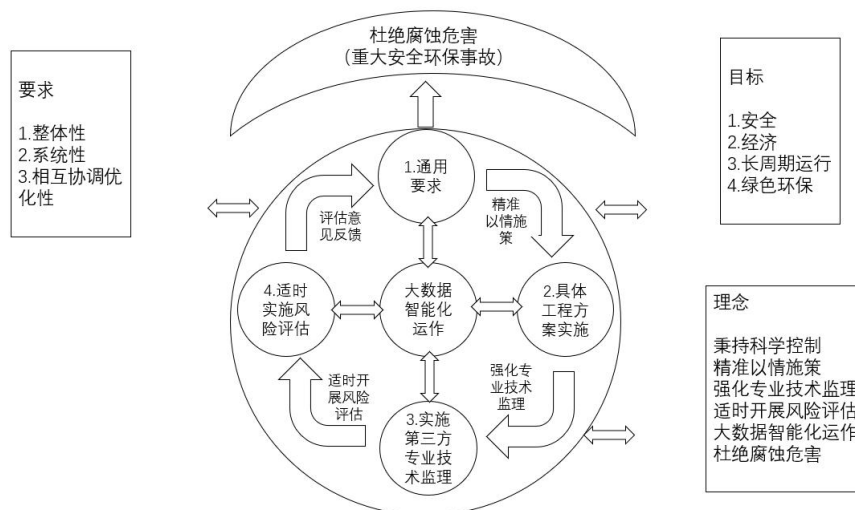 杜绝腐蚀危害
（重大安全环保事故）
要求
1.整体性
2.系统性
3.相互协调优
化性
目标
1.安全
2.经济
3.长周期运行
4.绿色环保
1.通用
要求
评估意
见反馈
精准
以情施
策
4.适时
实施风
险评估
大数据
智能化
运作
2.具体
工程方
案实施
适时开
展风险
评估
强化专
业技术
监理
3.实施
第三方
专业技
术监理
理念
秉持科学控制
精准以情施策
强化专业技术监理
适时开展风险评估
大数据智能化运作
杜绝腐蚀危害